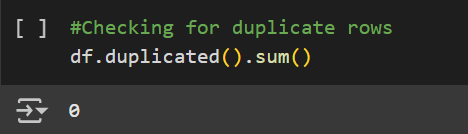 [ ] #Checking for duplicate rows
df.duplicated().sum()
0